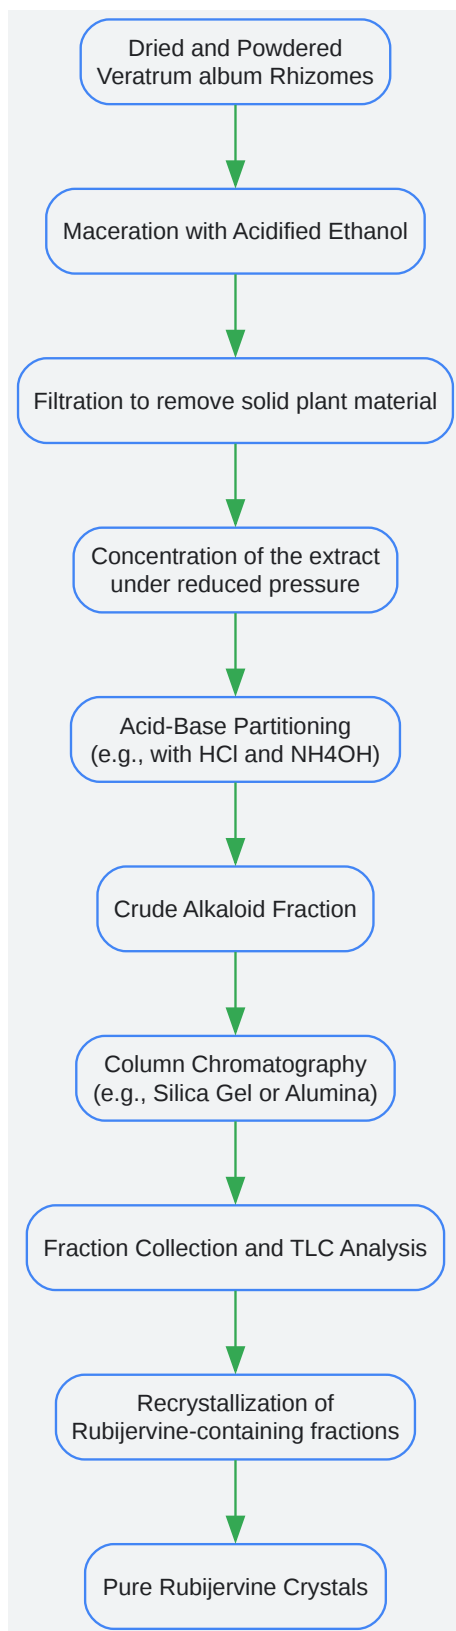 Dried and Powdered
Veratrum album Rhizomes
Maceration with Acidified Ethanol
Filtration to remove solid plant material
Concentration of the extract
under reduced pressure
Acid-Base Partitioning
(e.g., with HCl and NH4OH)
Crude Alkaloid Fraction
Column Chromatography
(e.g., Silica Gel or Alumina)
Fraction Collection and TLC Analysis
Recrystallization of
Rubijervine-containing fractions
Pure Rubijervine Crystals